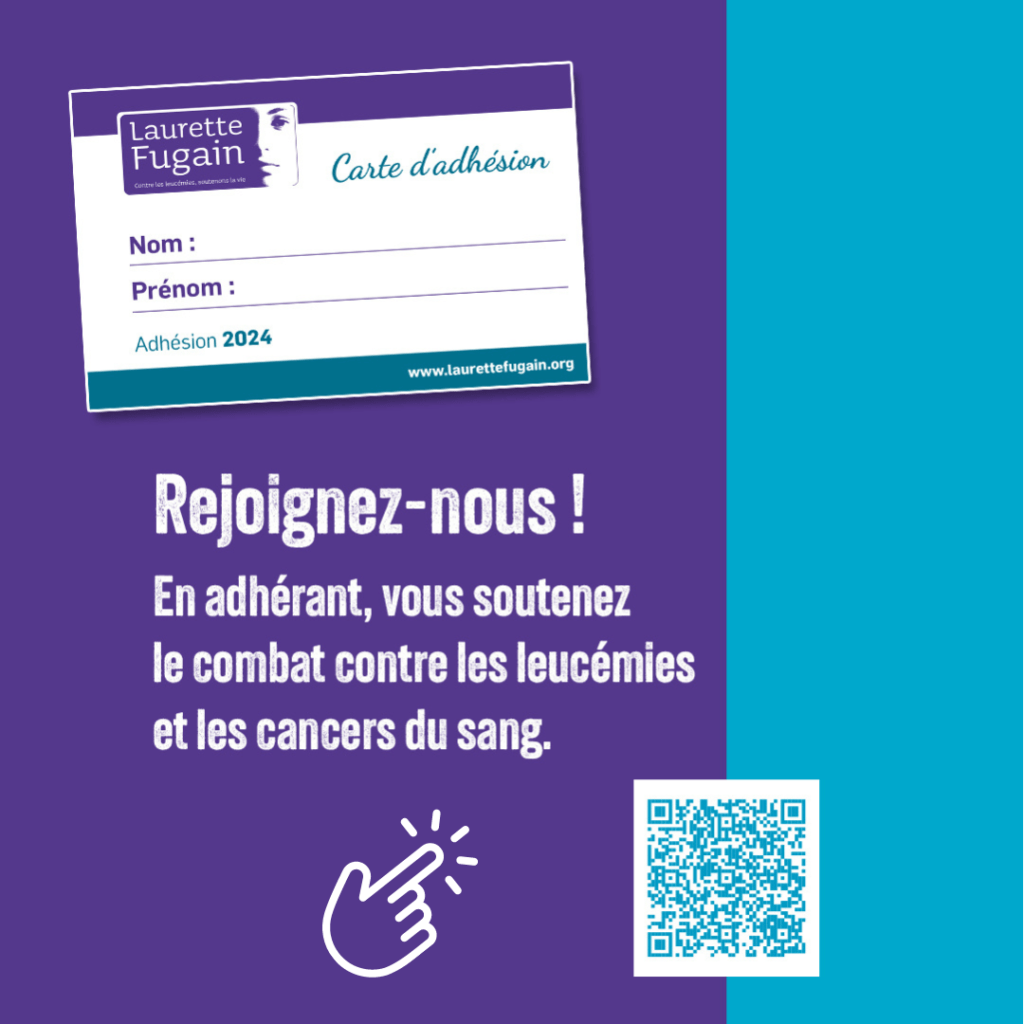 Laurette
Fugain
Contre les leucémies, soutenons la vie
Carte d'adhésion
Nom :
Prénom :
Adhésion 2024
www.laurettefugain.org
Rejoignez-nous !
En adhérant, vous soutenez
le combat contre les leucémies
et les cancers du sang.